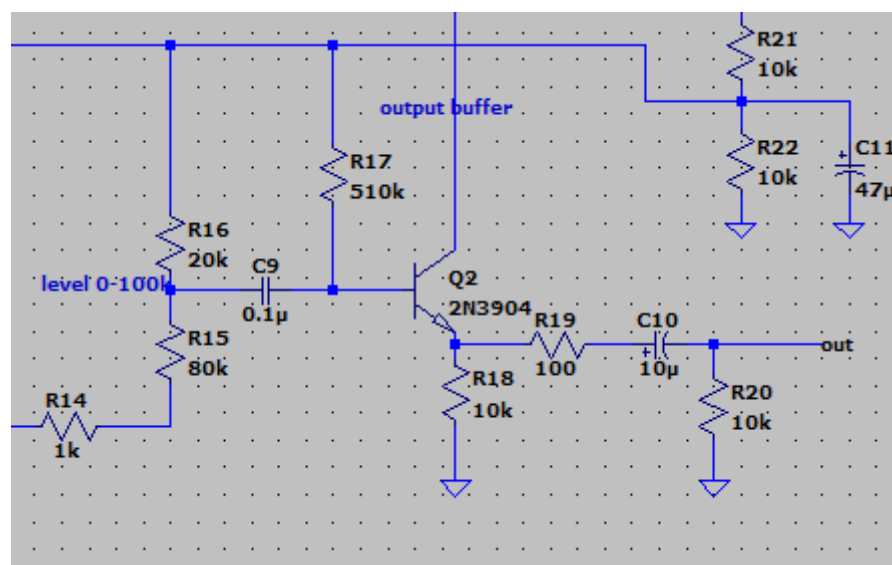 R21
10k
output buffer
R17
510k
R22
10k
C11
47µ
R16
20k
level 0-100k
C9
0.1µ
Q2
2N3904
R15
80k
R19
100
C10
10µ
out
R14
1k
R18
10k
R20
10k